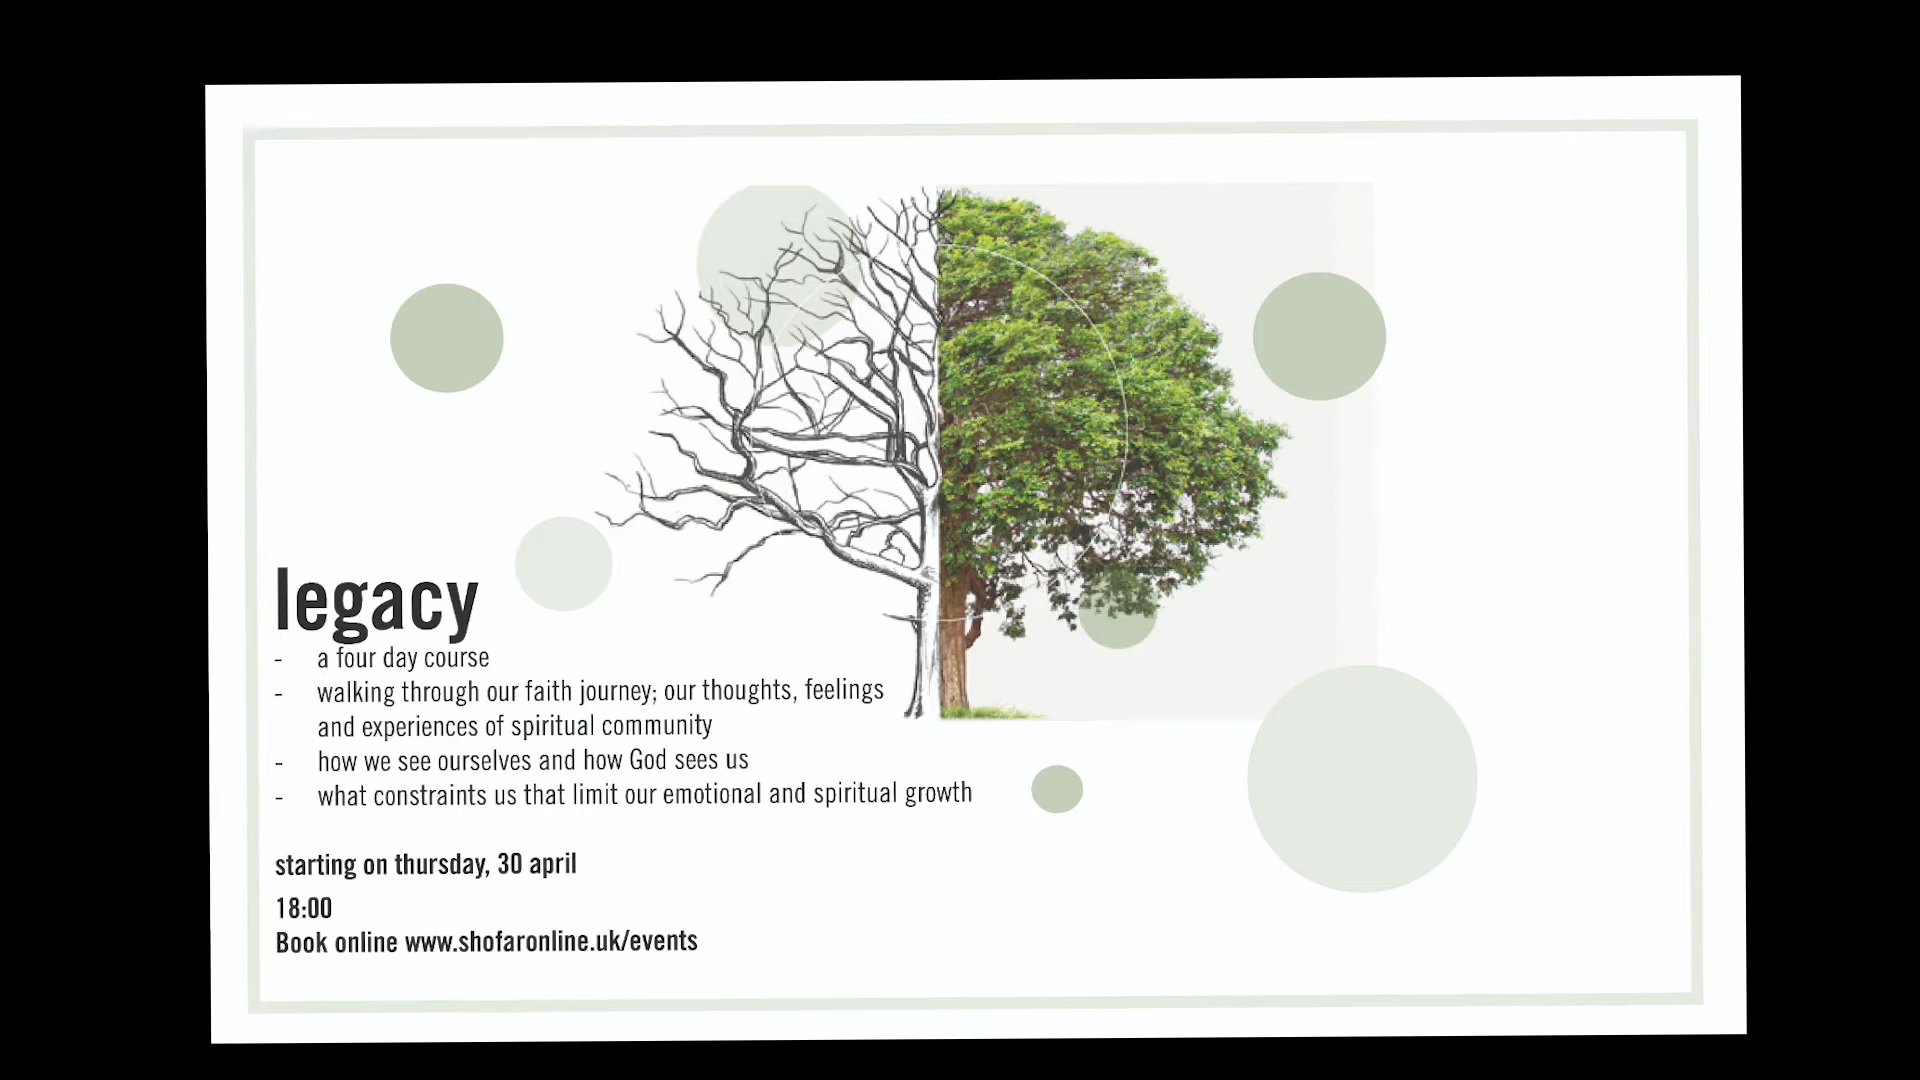 legacy
- a four day course
- walking through our faith journey; our thoughts, feelings
and experiences of spiritual community
- how we see ourselves and how God sees us
- what constraints us that limit our emotional and spiritual growth
starting on thursday, 30 april
18:00
Book online www.shofaronline.uk/events